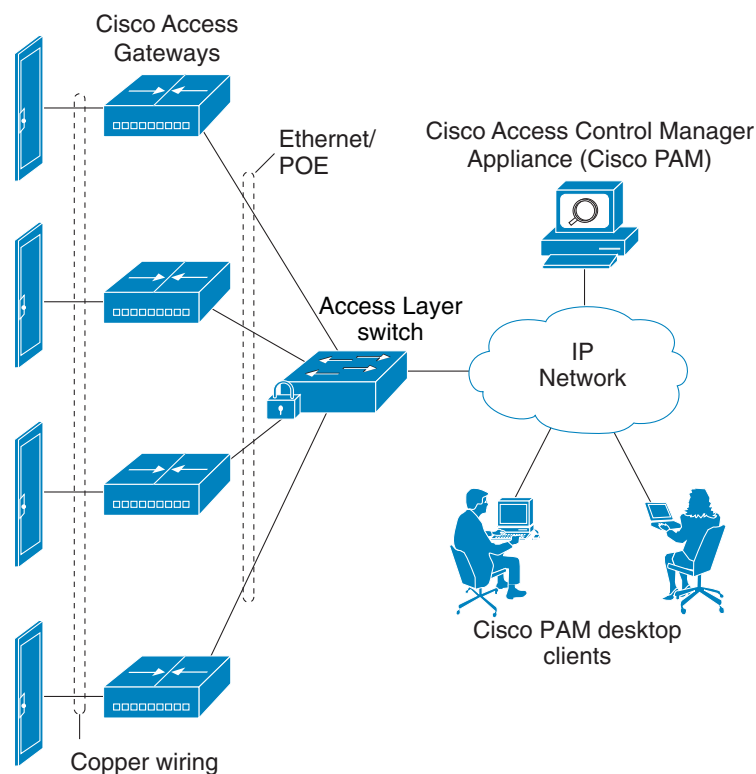 Cisco Access
Gateways
Ethernet/
POE
Cisco Access Control Manager
Appliance (Cisco PAM)
Access Layer
switch
IP
Network
Cisco PAM desktop
clients
Copper wiring